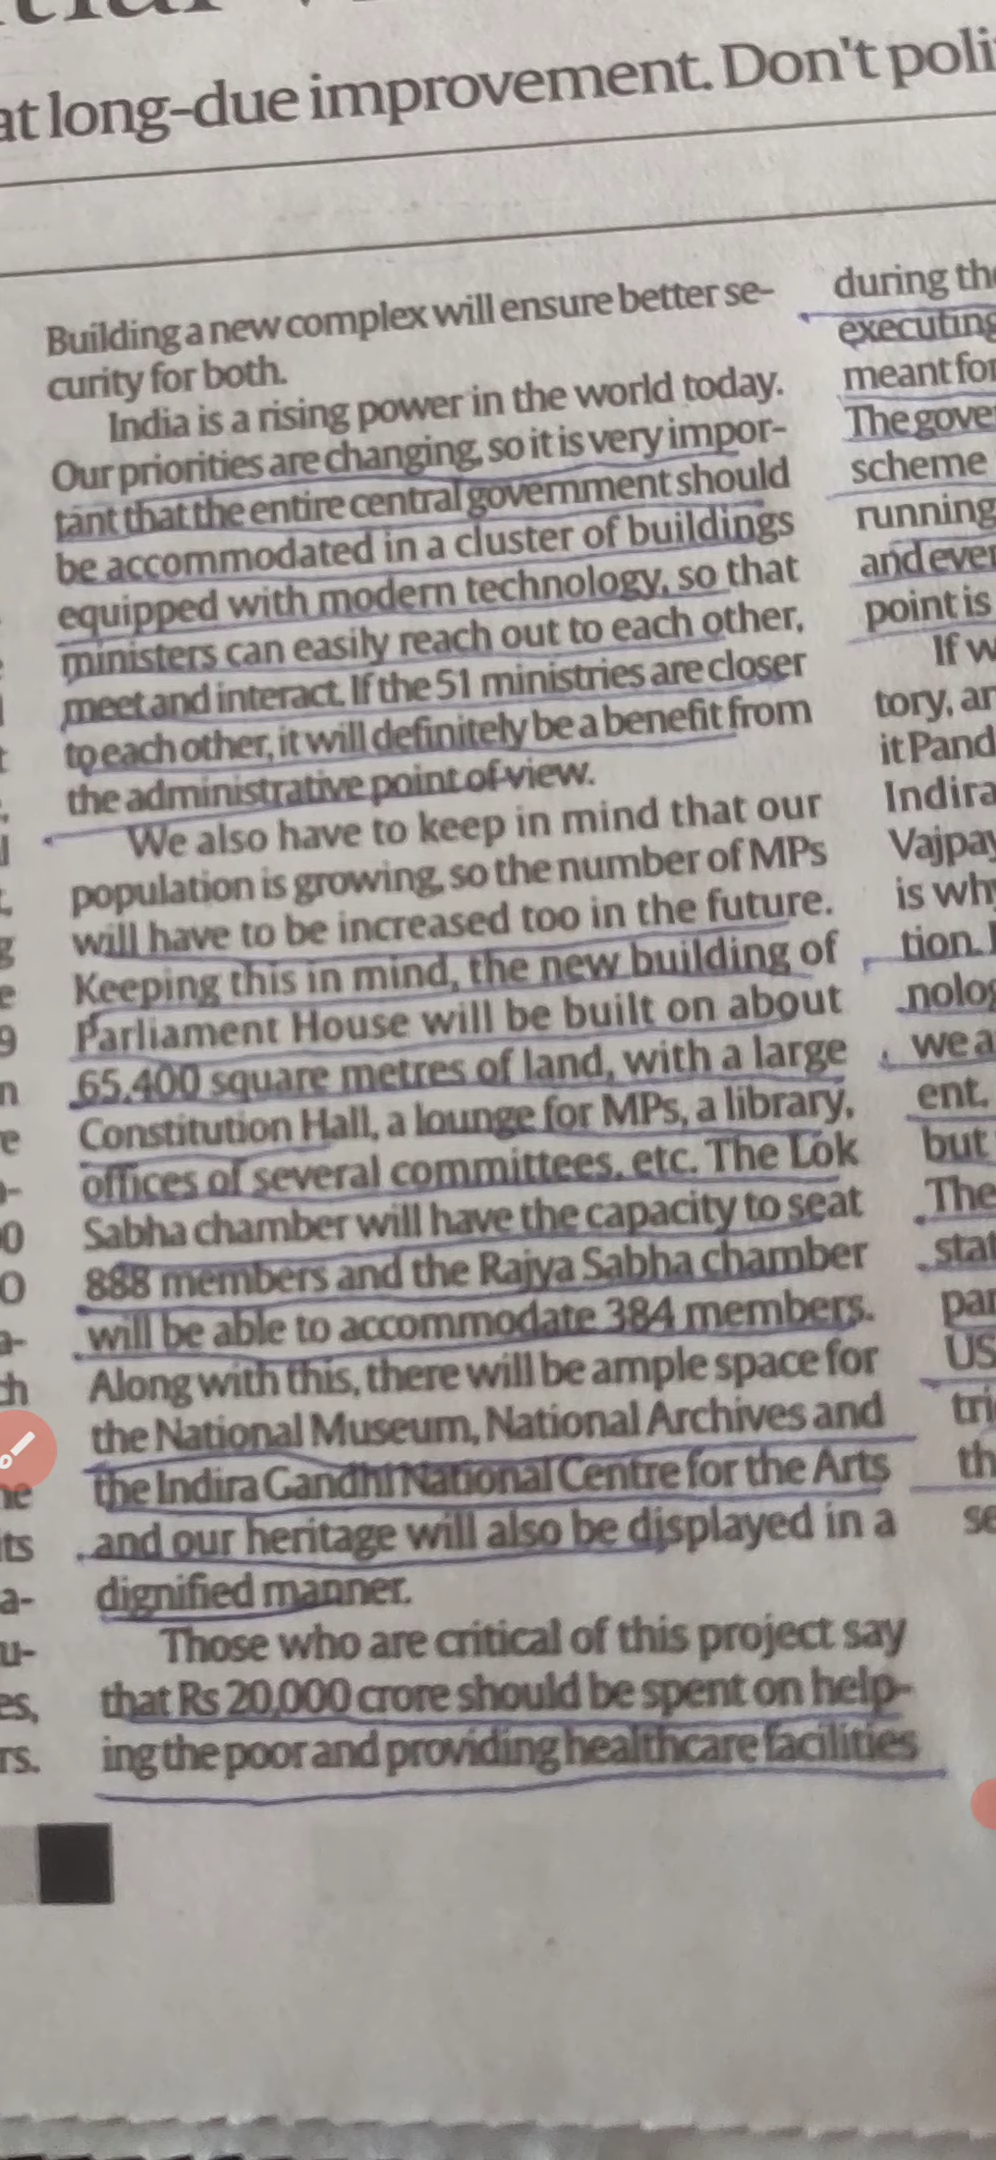 at long-due improvement. Don't poli
Building a new complex will ensure better se-
curity for both.
India is a rising power in the world today.
Our priorities are changing, so it is very impor-
tant that the entire central government should
be accommodated in a cluster of buildings
equipped with modern technology, so that
ministers can easily reach out to each other,
meet and interact. If the 51 ministries are closer
to each other, it will definitely be a benefit from
the administrative point of view.
We also have to keep in mind that our
population is growing, so the number of MPs
will have to be increased too in the future.
Keeping this in mind, the new building of
Parliament House will be built on about
65,400 square metres of land, with a large
Constitution Hall, a lounge for MPs, a library,
offices of several committees, etc. The Lok
Sabha chamber will have the capacity to seat
888 members and the Rajya Sabha chamber
will be able to accommodate 384 members.
Along with this, there will be ample space for
the National Museum, National Archives and
the Indira Gandhi National Centre for the Arts
and our heritage will also be displayed in a
dignified manner.
Those who are critical of this project say
that Rs 20,000 crore should be spent on help-
ing the poor and providing healthcare facilities
during the
executing
meant for
The gove
scheme
running
and ever
point is
If w
tory, ar
it Pand
Indira
Vajpay
is why
tion. I
nolog
we a
ent,
but
The
stat
par
US
tri
th
se